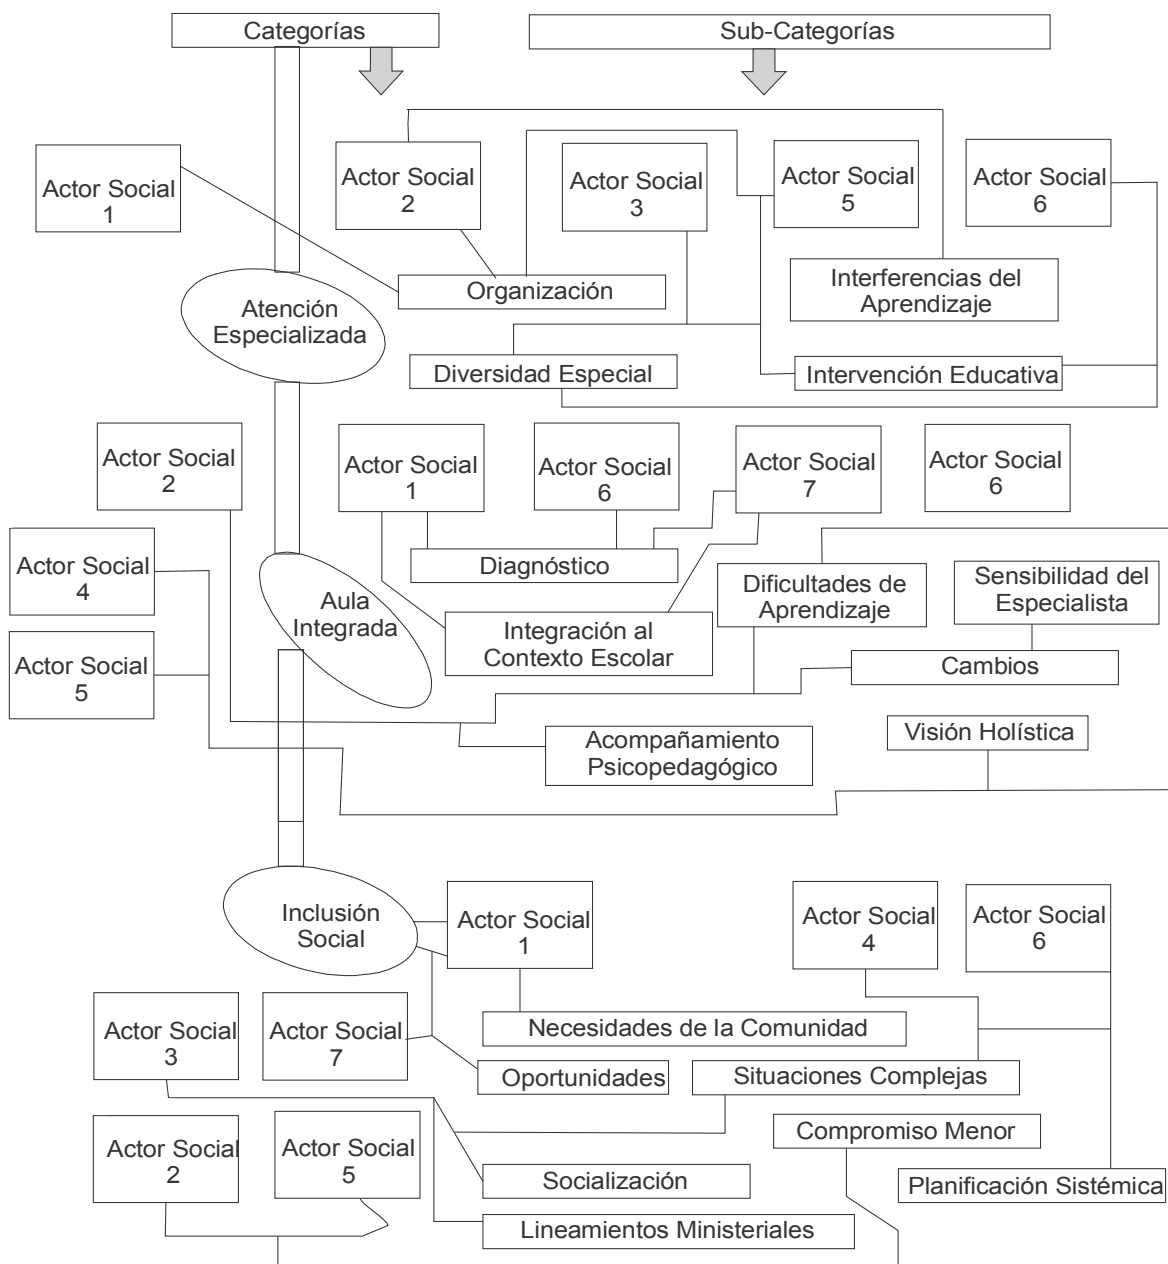 Categorías
Sub-Categorías
Actor Social
1
Actor Social
2
Actor Social
3
Actor Social
5
Actor Social
6
Organización
Interferencias del
Aprendizaje
Atención
Especializada
Diversidad Especial
Intervención Educativa
Actor Social
2
Actor Social
1
Actor Social
6
Actor Social
7
Actor Social
6
Actor Social
4
Diagnóstico
Dificultades de
Aprendizaje
Sensibilidad del
Especialista
Aula
Integrada
Integración al
Contexto Escolar
Actor Social
5
Cambios
Acompañamiento
Psicopedagógico
Visión Holística
Inclusión
Social
Actor Social
1
Actor Social
4
Actor Social
6
Actor Social
3
Actor Social
7
Necesidades de la Comunidad
Oportunidades
Situaciones Complejas
Actor Social
2
Actor Social
5
Compromiso Menor
Socialización
Planificación Sistémica
Lineamientos Ministeriales